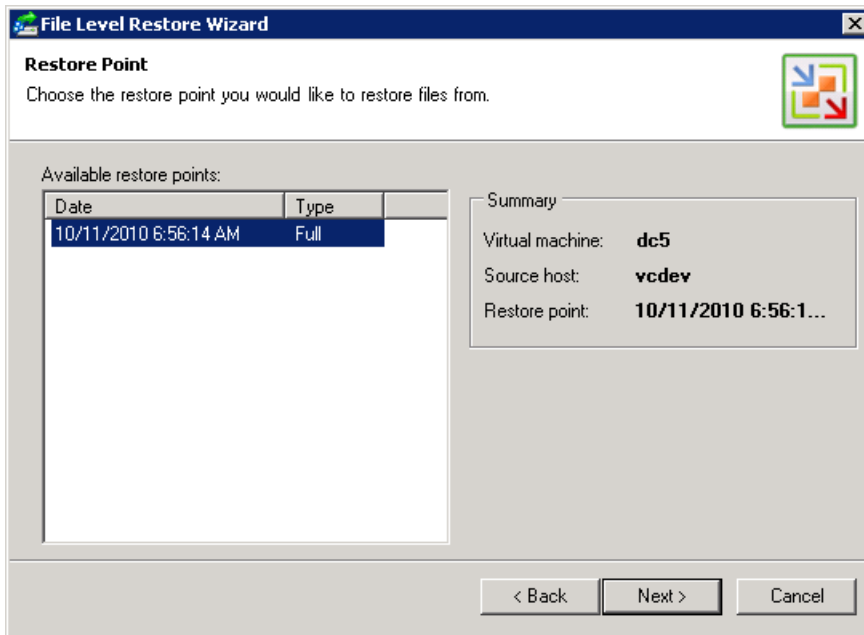 File Level Restore Wizard
Restore Point
Choose the restore point you would like to restore files from.
Available restore points:
Date Type
10/11/2010 6:56:14 AM Full
Summary
Virtual machine: dc5
Source host: vcdev
Restore point: 10/11/2010 6:56:1...
< Back Next > Cancel